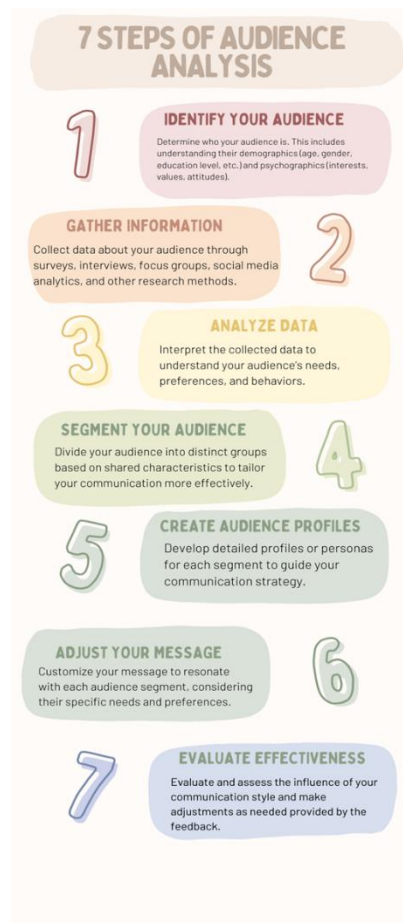 7 STEPS OF AUDIENCE
ANALYSIS
1
IDENTIFY YOUR AUDIENCE
Determine who your audience is. This includes
understanding their demographics (age, gender,
education level, etc.) and psychographics (interests,
values, attitudes).
GATHER INFORMATION
2
Collect data about your audience through
surveys, interviews, focus groups, social media
analytics, and other research methods.
3
ANALYZE DATA
Interpret the collected data to
understand your audience's needs,
preferences, and behaviors.
SEGMENT YOUR AUDIENCE
4
Divide your audience into distinct groups
based on shared characteristics to tailor
your communication more effectively.
5
CREATE AUDIENCE PROFILES
Develop detailed profiles or personas
for each segment to guide your
communication strategy.
ADJUST YOUR MESSAGE
6
Customize your message to resonate
with each audience segment, considering
their specific needs and preferences.
7
EVALUATE EFFECTIVENESS
Evaluate and assess the influence of your
communication style and make
adjustments as needed provided by the
feedback.